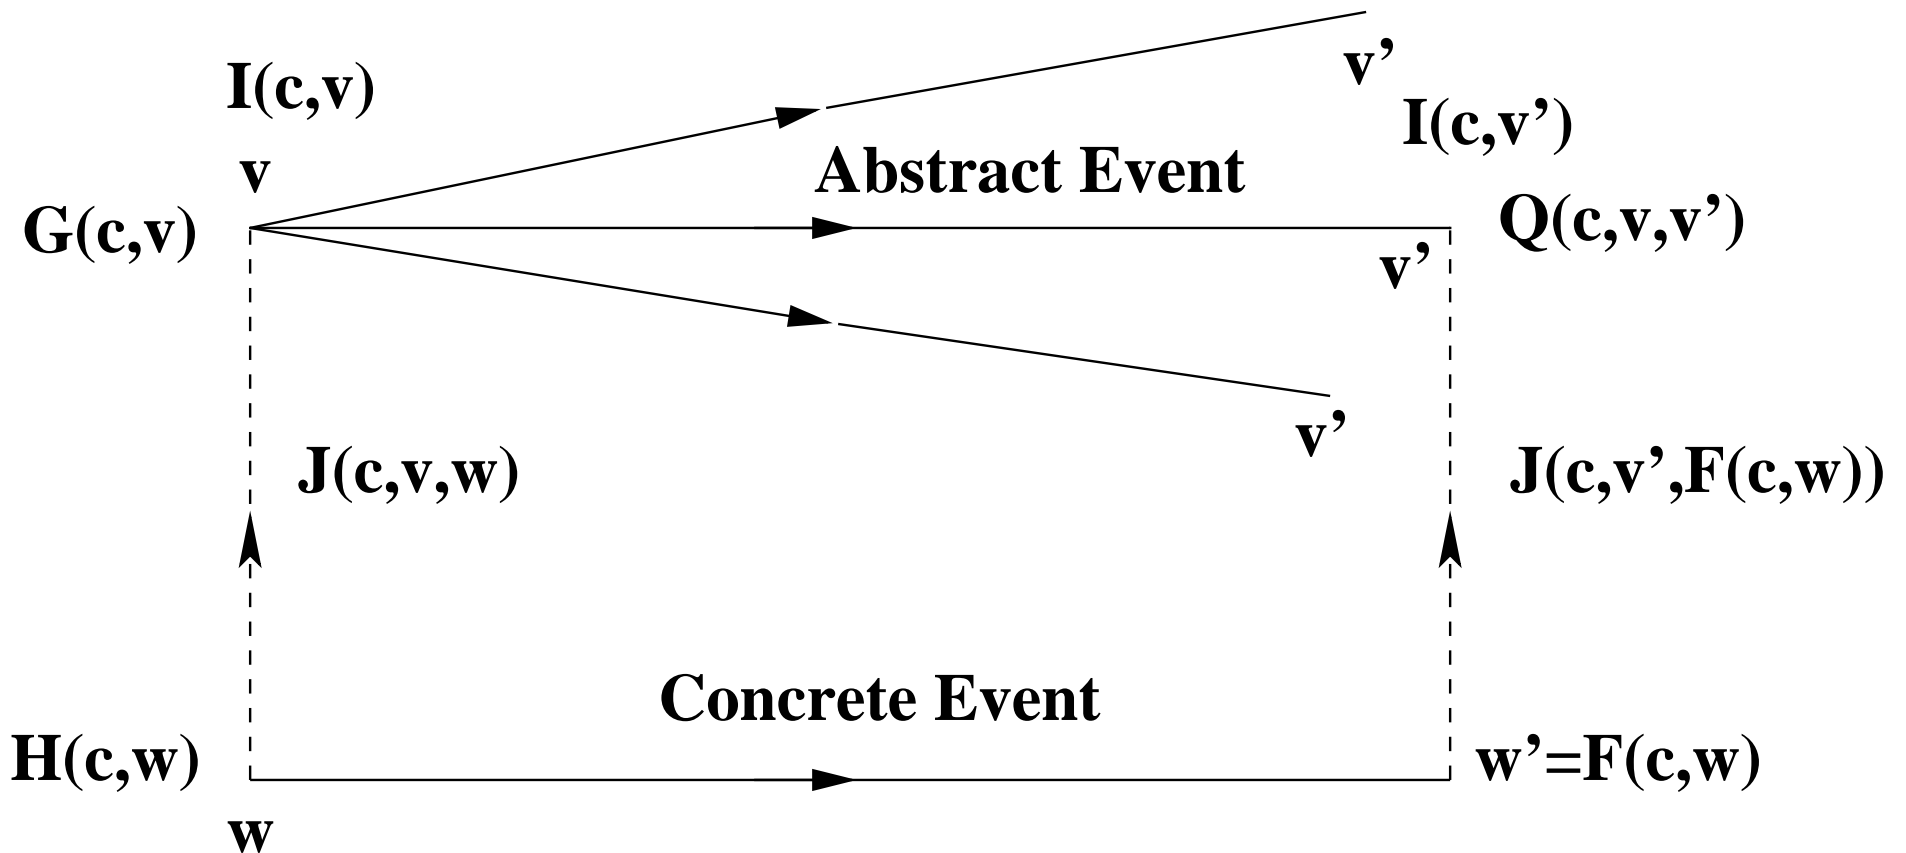 v’
I(c,v)
I(c,v’)
Abstract Event
v
G(c,v)
Q(c,v,v’)
v’
v’
J(c,v,w)
J(c,v’,F(c,w))
Concrete Event
H(c,w)
w’=F(c,w)
w